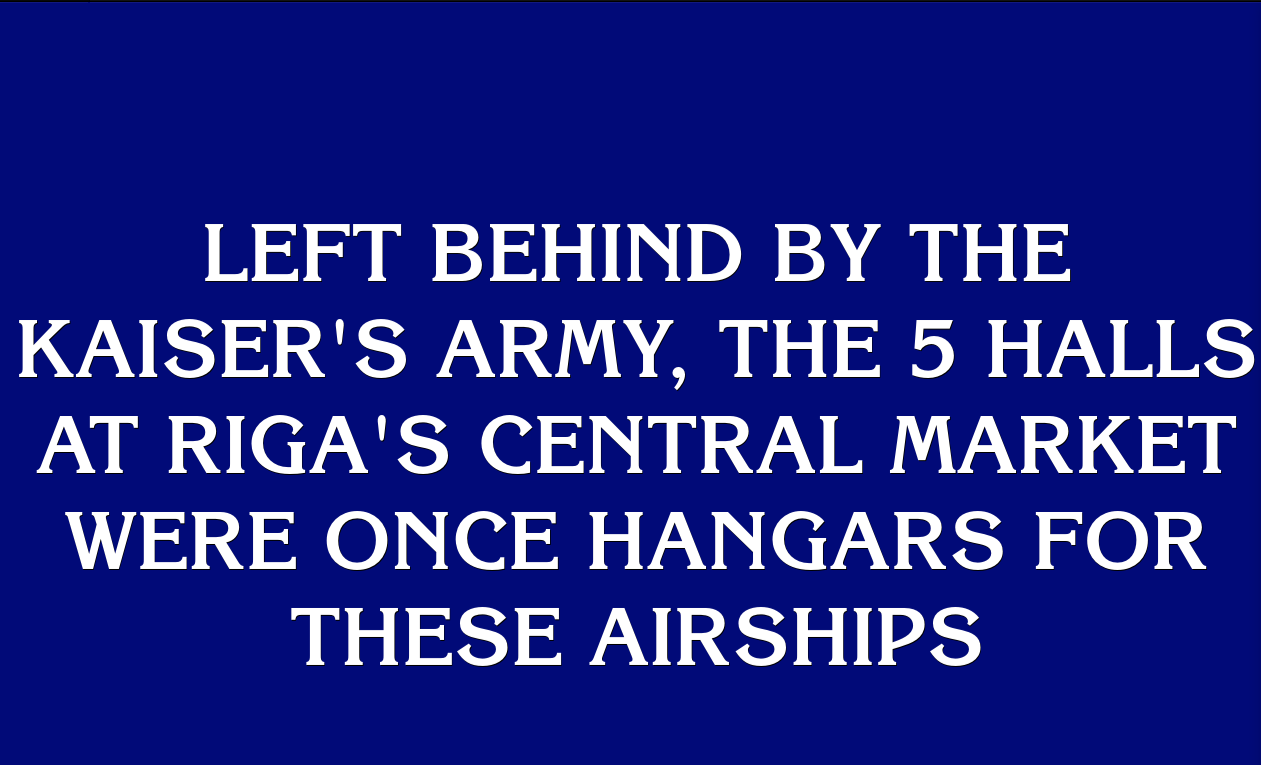 LEFT BEHIND BY THE
KAISER'S ARMY, THE 5 HALLS
AT RIGA'S CENTRAL MARKET
WERE ONCE HANGARS FOR
THESE AIRSHIPS